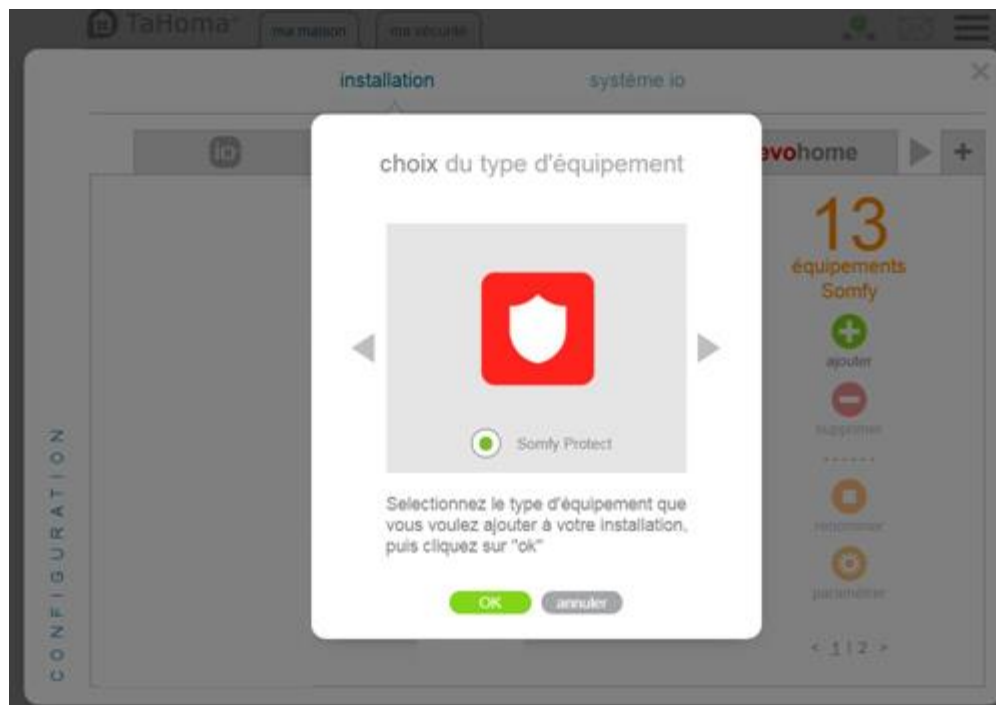 TaHoma
ma maison
ma sécurité
installation
système io
io
evohome
+
choix du type d'équipement
Somfy Protect
Selectionnez le type d'équipement que
vous voulez ajouter à votre installation,
puis cliquez sur "ok"
OK
annuler
13
équipements
Somfy
ajouter
supprimer
------
renommer
paramétrer
< 1 | 2 >
CONFIGURATION